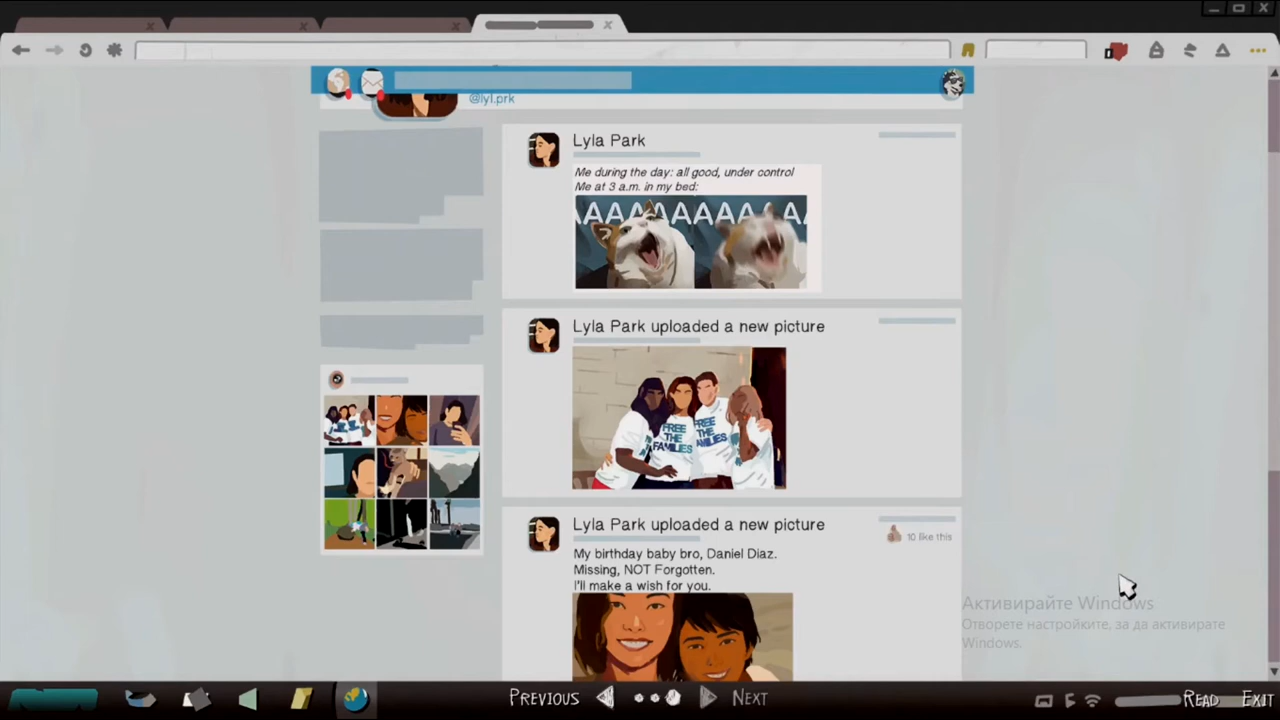 @lyl.prk
Lyla Park
Me during the day: all good, under control
Me at 3 a.m. in my bed:
AAAAAAAAAAA
Lyla Park uploaded a new picture
FREE
THE
FAMILIES
FREE
THE
FAMILIES
Lyla Park uploaded a new picture
10 like this
My birthday baby bro, Daniel Diaz.
Missing, NOT Forgotten.
I'll make a wish for you.
Активирайте Windows
Отворете настройките, за да активирате
Windows.
PREVIOUS
NEXT
READ
EXIT